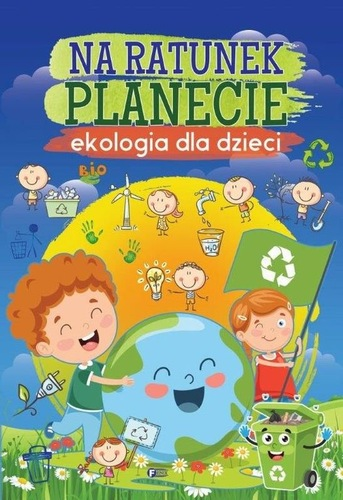 NA RATUNEK
PLANECIE
ekologia dla dzieci
BiO
H₂O